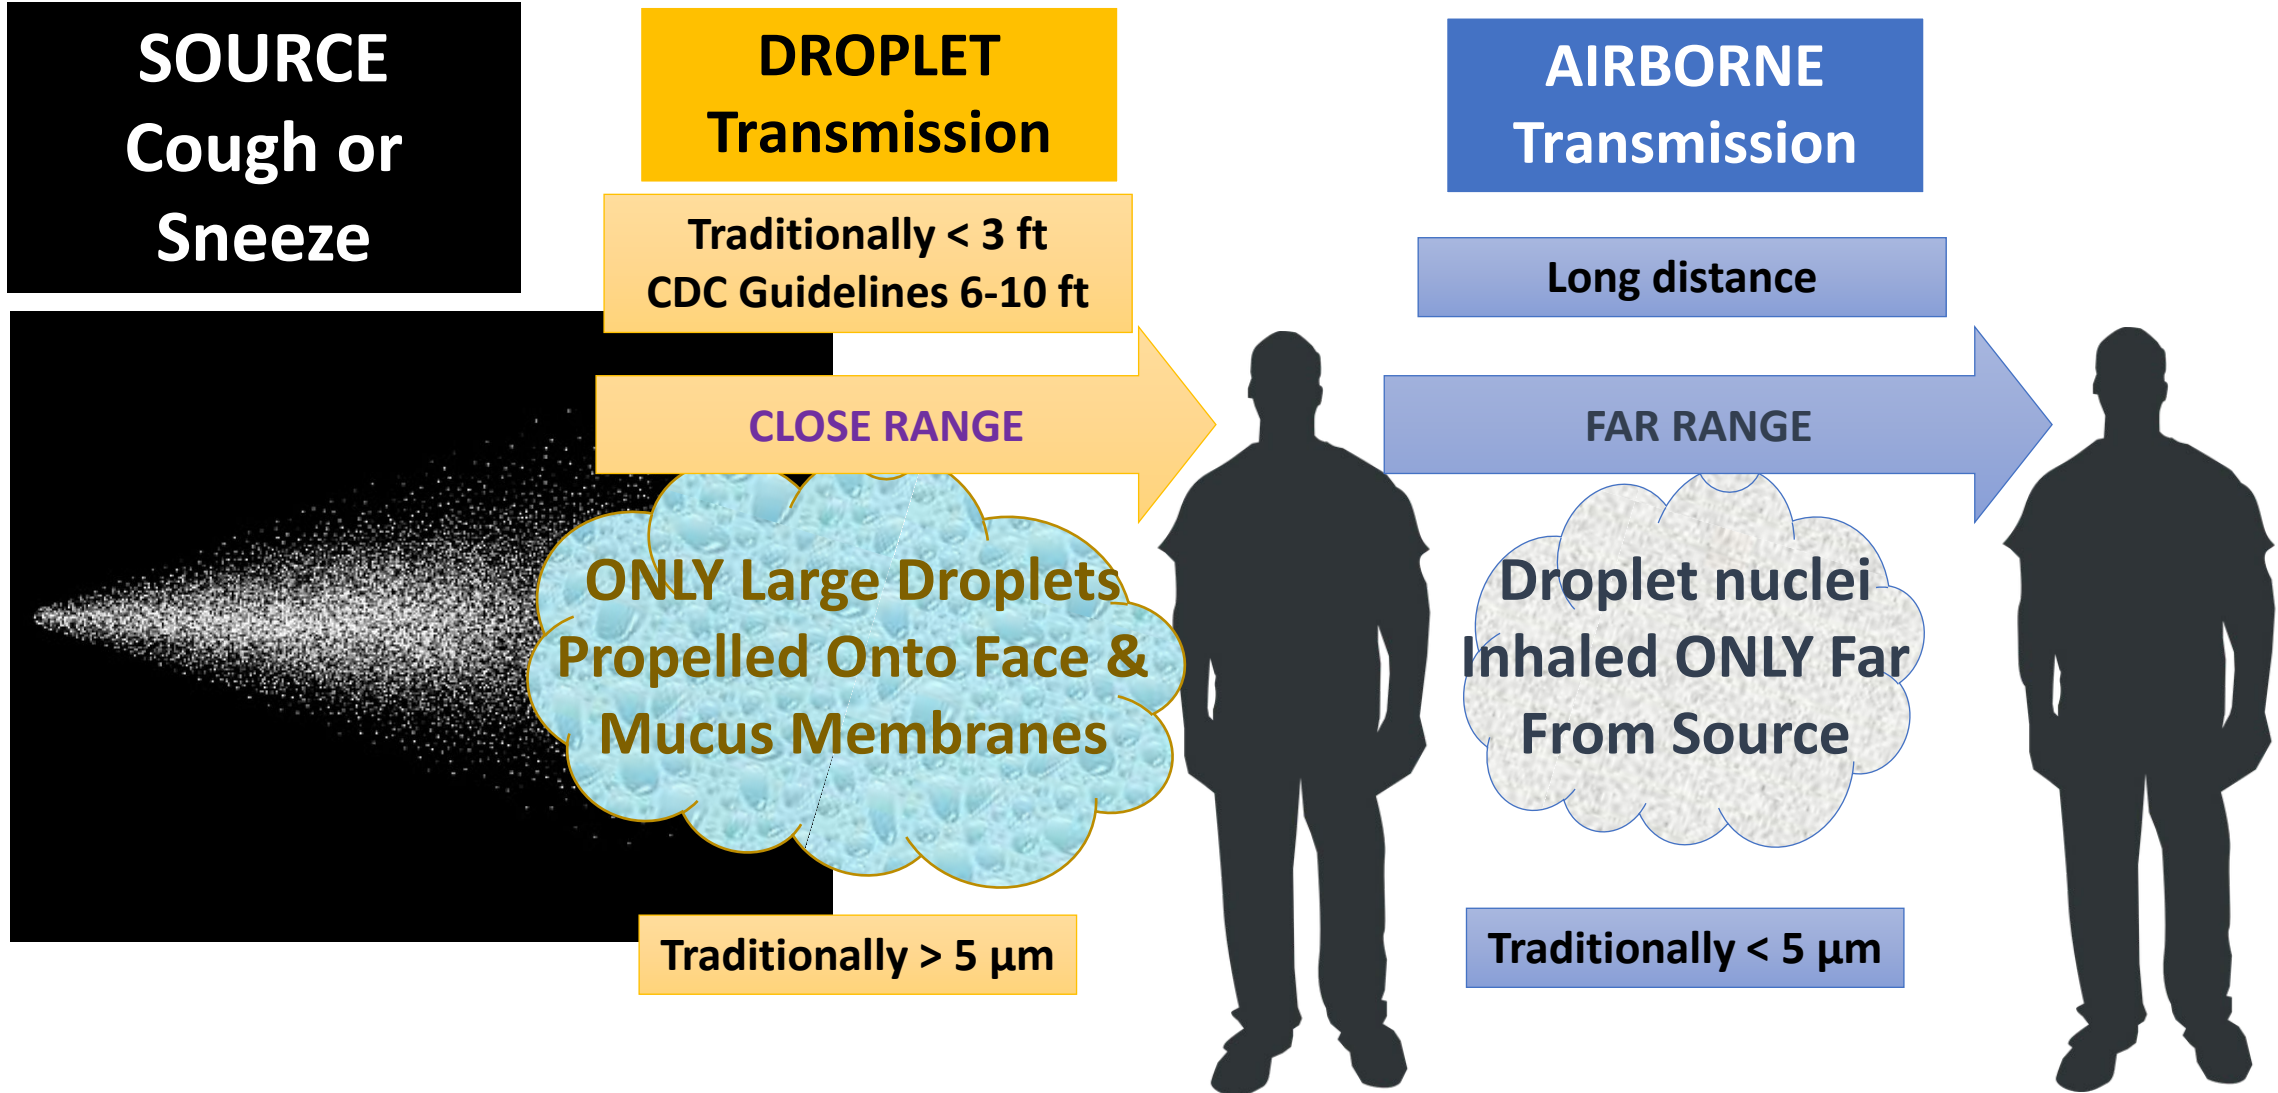 SOURCE
Cough or
Sneeze
DROPLET
Transmission
Traditionally < 3 ft
CDC Guidelines 6-10 ft
CLOSE RANGE
ONLY Large Droplets
Propelled Onto Face &
Mucus Membranes
Traditionally > 5 µm
AIRBORNE
Transmission
Long distance
FAR RANGE
Droplet nuclei
Inhaled ONLY Far
From Source
Traditionally < 5 µm